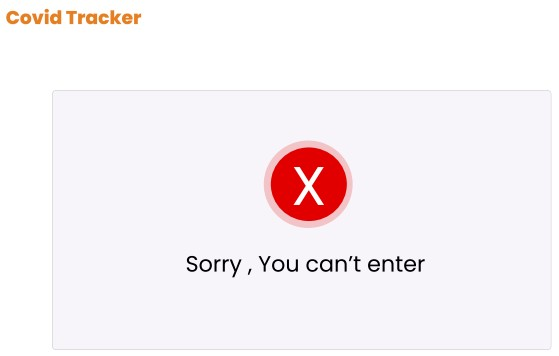 Covid Tracker
X
Sorry , You can’t enter